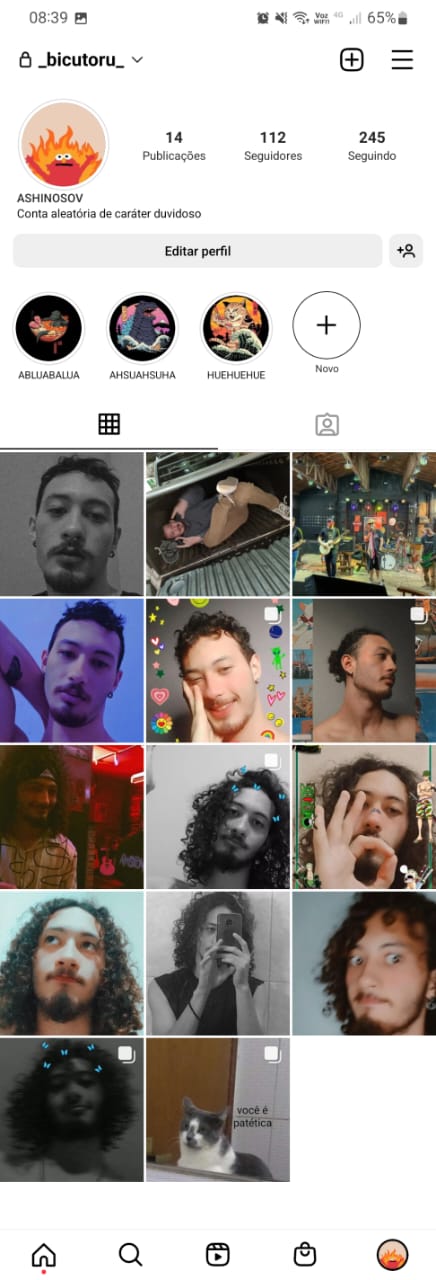 08:39
Voz
WIFI
4G
65%
_bicutoru_
14
112
245
Publicações
Seguidores
Seguindo
ASHINOSOV
Conta aleatória de caráter duvidoso
Editar perfil
ABLUABALUA
AHSUAHSUHA
HUEHUEHUE
Novo
você é
patética